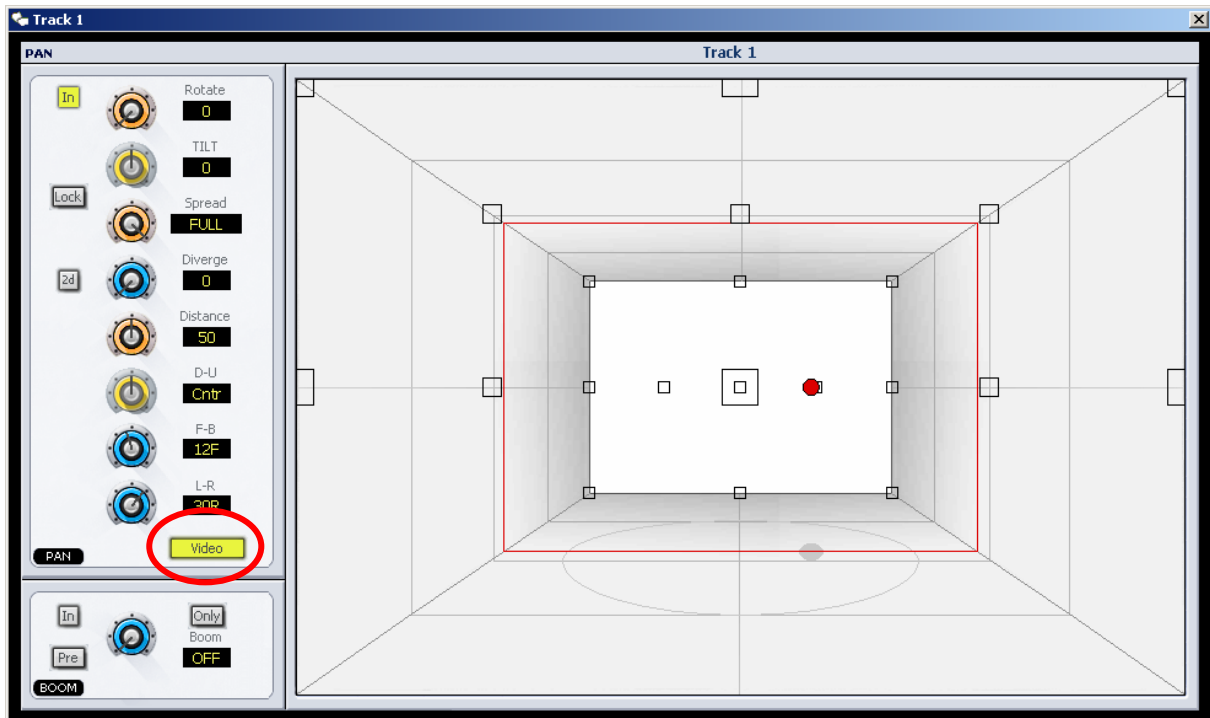 Track 1
PAN
Track 1
In
Rotate
0
TILT
0
Lock
Spread
FULL
Diverge
2d
0
Distance
50
D-U
Cntr
F-B
12F
L-R
30R
Video
PAN
In
Only
Boom
Pre
OFF
BOOM